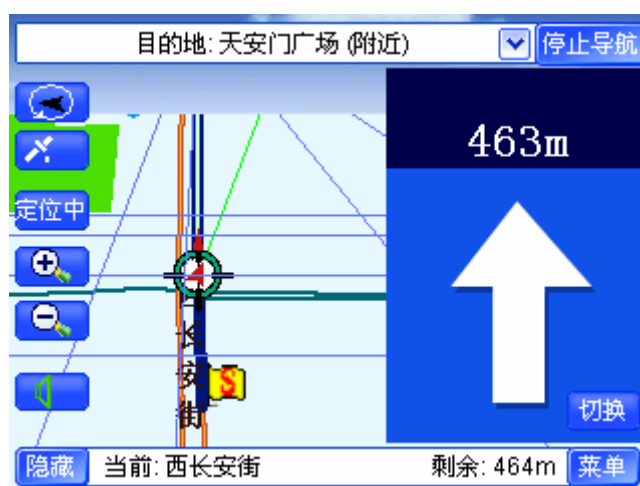 目的地: 天安门广场 (附近)
停止导航
463m
定位中
西长安街
S
切换
隐藏
当前: 西长安街
剩余: 464m
菜单